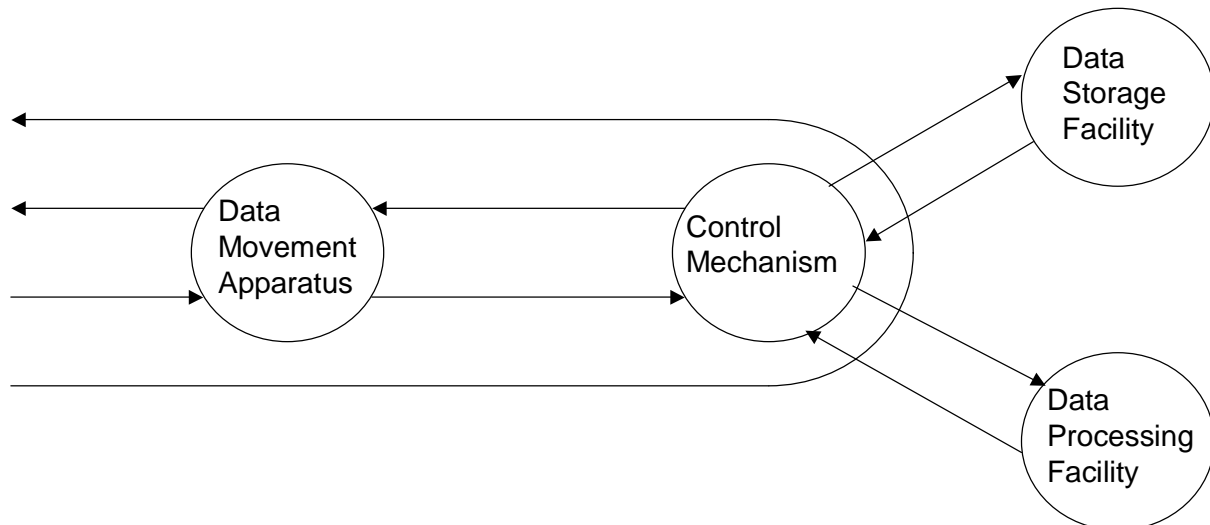 Data
Storage
Facility
Data
Movement
Apparatus
Control
Mechanism
Data
Processing
Facility